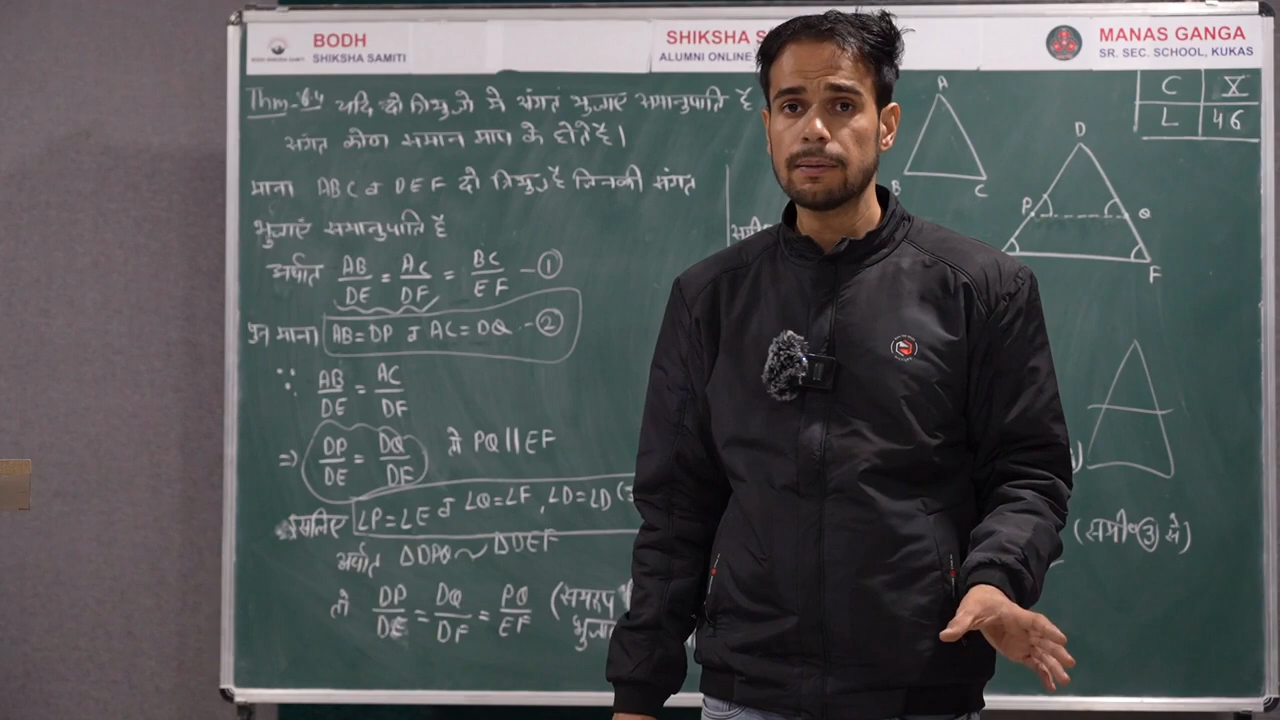 BODH
SHIKSHA SAMITI
SHIKSHA S
ALUMNI ONLINE
MANAS GANGA
SR. SEC. SCHOOL, KUKAS
C X
L 46
Thm-6.4 यदि दो त्रिभुजो मे संगत भुजाएं समानुपाति है
संगत कोण समान माप के होते है।
माना ABC व DEF दो त्रिभुज है जिनकी संगत
भुजाएं समानुपाति है
अर्थात AB/DE = AC/DF = BC/EF - ①
पुन माना AB=DP व AC=DQ - ②
∵ AB/DE = AC/DF
⇒ DP/DE = DQ/DF मे PQ || EF
इसलिए ∠P=∠E व ∠Q=∠F, ∠D=∠D
अर्थात ΔDPQ ~ ΔDEF
तो DP/DE = DQ/DF = PQ/EF (समरूप
भुजा
A
B
C
D
P
Q
F
(समी० ③ से)